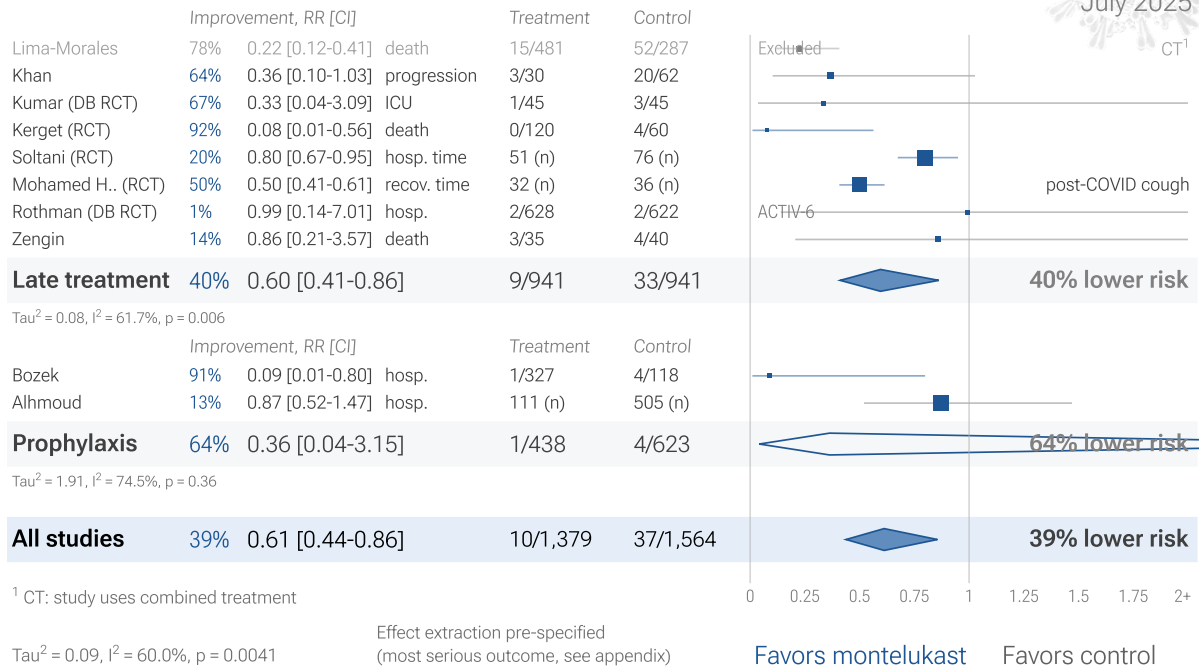 July 2025
Improvement, RR [CI] Treatment Control
Lima-Morales 78% 0.22 [0.12-0.41] death 15/481 52/287 Excluded CT¹
Khan 64% 0.36 [0.10-1.03] progression 3/30 20/62
Kumar (DB RCT) 67% 0.33 [0.04-3.09] ICU 1/45 3/45
Kerget (RCT) 92% 0.08 [0.01-0.56] death 0/120 4/60
Soltani (RCT) 20% 0.80 [0.67-0.95] hosp. time 51 (n) 76 (n)
Mohamed H.. (RCT) 50% 0.50 [0.41-0.61] recov. time 32 (n) 36 (n) post-COVID cough
Rothman (DB RCT) 1% 0.99 [0.14-7.01] hosp. 2/628 2/622 ACTIV-6
Zengin 14% 0.86 [0.21-3.57] death 3/35 4/40
Late treatment 40% 0.60 [0.41-0.86] 9/941 33/941 40% lower risk
Tau² = 0.08, I² = 61.7%, p = 0.006
Improvement, RR [CI] Treatment Control
Bozek 91% 0.09 [0.01-0.80] hosp. 1/327 4/118
Alhmoud 13% 0.87 [0.52-1.47] hosp. 111 (n) 505 (n)
Prophylaxis 64% 0.36 [0.04-3.15] 1/438 4/623 64% lower risk
Tau² = 1.91, I² = 74.5%, p = 0.36
All studies 39% 0.61 [0.44-0.86] 10/1,379 37/1,564 39% lower risk
¹ CT: study uses combined treatment
0 0.25 0.5 0.75 1 1.25 1.5 1.75 2+
Tau² = 0.09, I² = 60.0%, p = 0.0041
Effect extraction pre-specified
(most serious outcome, see appendix)
Favors montelukast Favors control